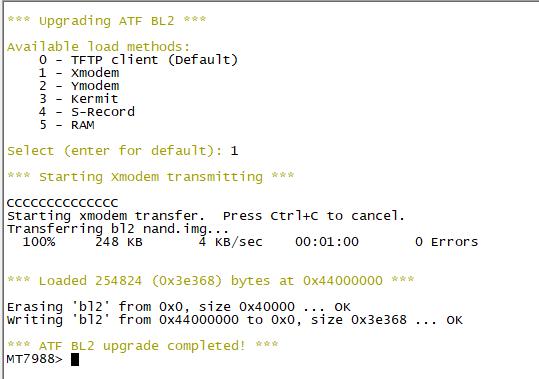 *** Upgrading ATF BL2 ***
Available load methods:
0 - TFTP client (Default)
1 - Xmodem
2 - Ymodem
3 - Kermit
4 - S-Record
5 - RAM
Select (enter for default): 1
*** Starting Xmodem transmitting ***
CCCCCCCCCCCCCC
Starting xmodem transfer.  Press Ctrl+C to cancel.
Transferring bl2 nand.img...
100%     248 KB       4 KB/sec    00:01:00       0 Errors
*** Loaded 254824 (0x3e368) bytes at 0x44000000 ***
Erasing 'bl2' from 0x0, size 0x40000 ... OK
Writing 'bl2' from 0x44000000 to 0x0, size 0x3e368 ... OK
*** ATF BL2 upgrade completed! ***
MT7988>